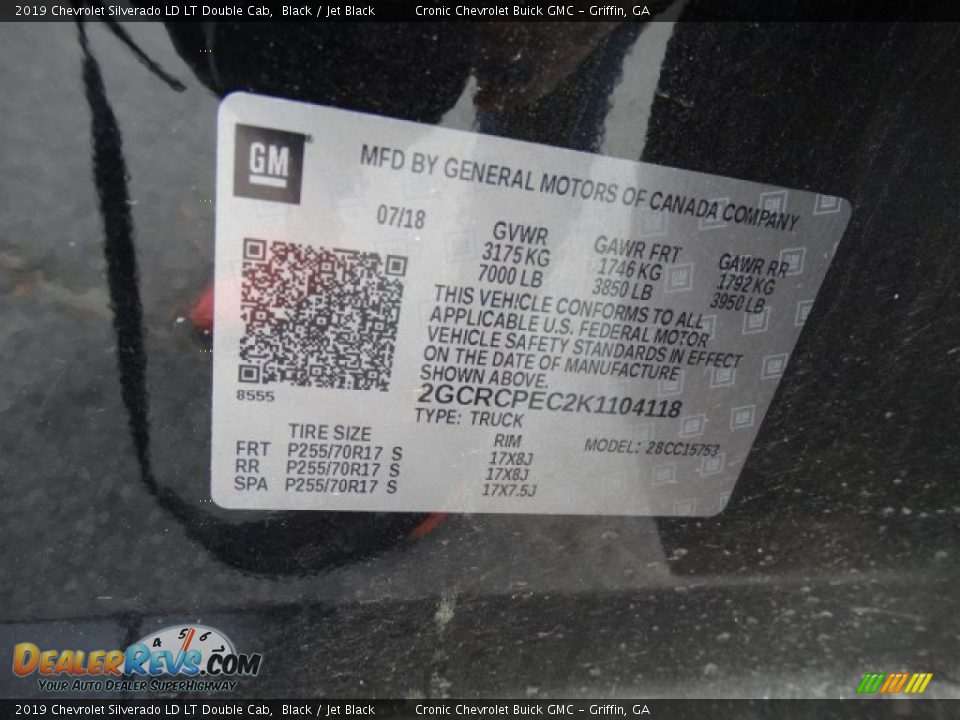 2019 Chevrolet Silverado LD LT Double Cab, Black / Jet Black Cronic Chevrolet Buick GMC - Griffin, GA
GM
MFD BY GENERAL MOTORS OF CANADA COMPANY
07/18
GVWR GAWR FRT GAWR RR
3175 KG 1746 KG 1792 KG
7000 LB 3850 LB 3950 LB
THIS VEHICLE CONFORMS TO ALL
APPLICABLE U.S. FEDERAL MOTOR
VEHICLE SAFETY STANDARDS IN EFFECT
ON THE DATE OF MANUFACTURE
SHOWN ABOVE.
8555
2GCRCPEC2K1104118
TYPE: TRUCK
MODEL: 28CC15753
TIRE SIZE RIM
FRT P255/70R17 S 17X8J
RR P255/70R17 S 17X8J
SPA P255/70R17 S 17X7.5J
4 5 6
DEALERREVS.COM
YOUR AUTO DEALER SUPERHIGHWAY
2019 Chevrolet Silverado LD LT Double Cab, Black / Jet Black Cronic Chevrolet Buick GMC - Griffin, GA